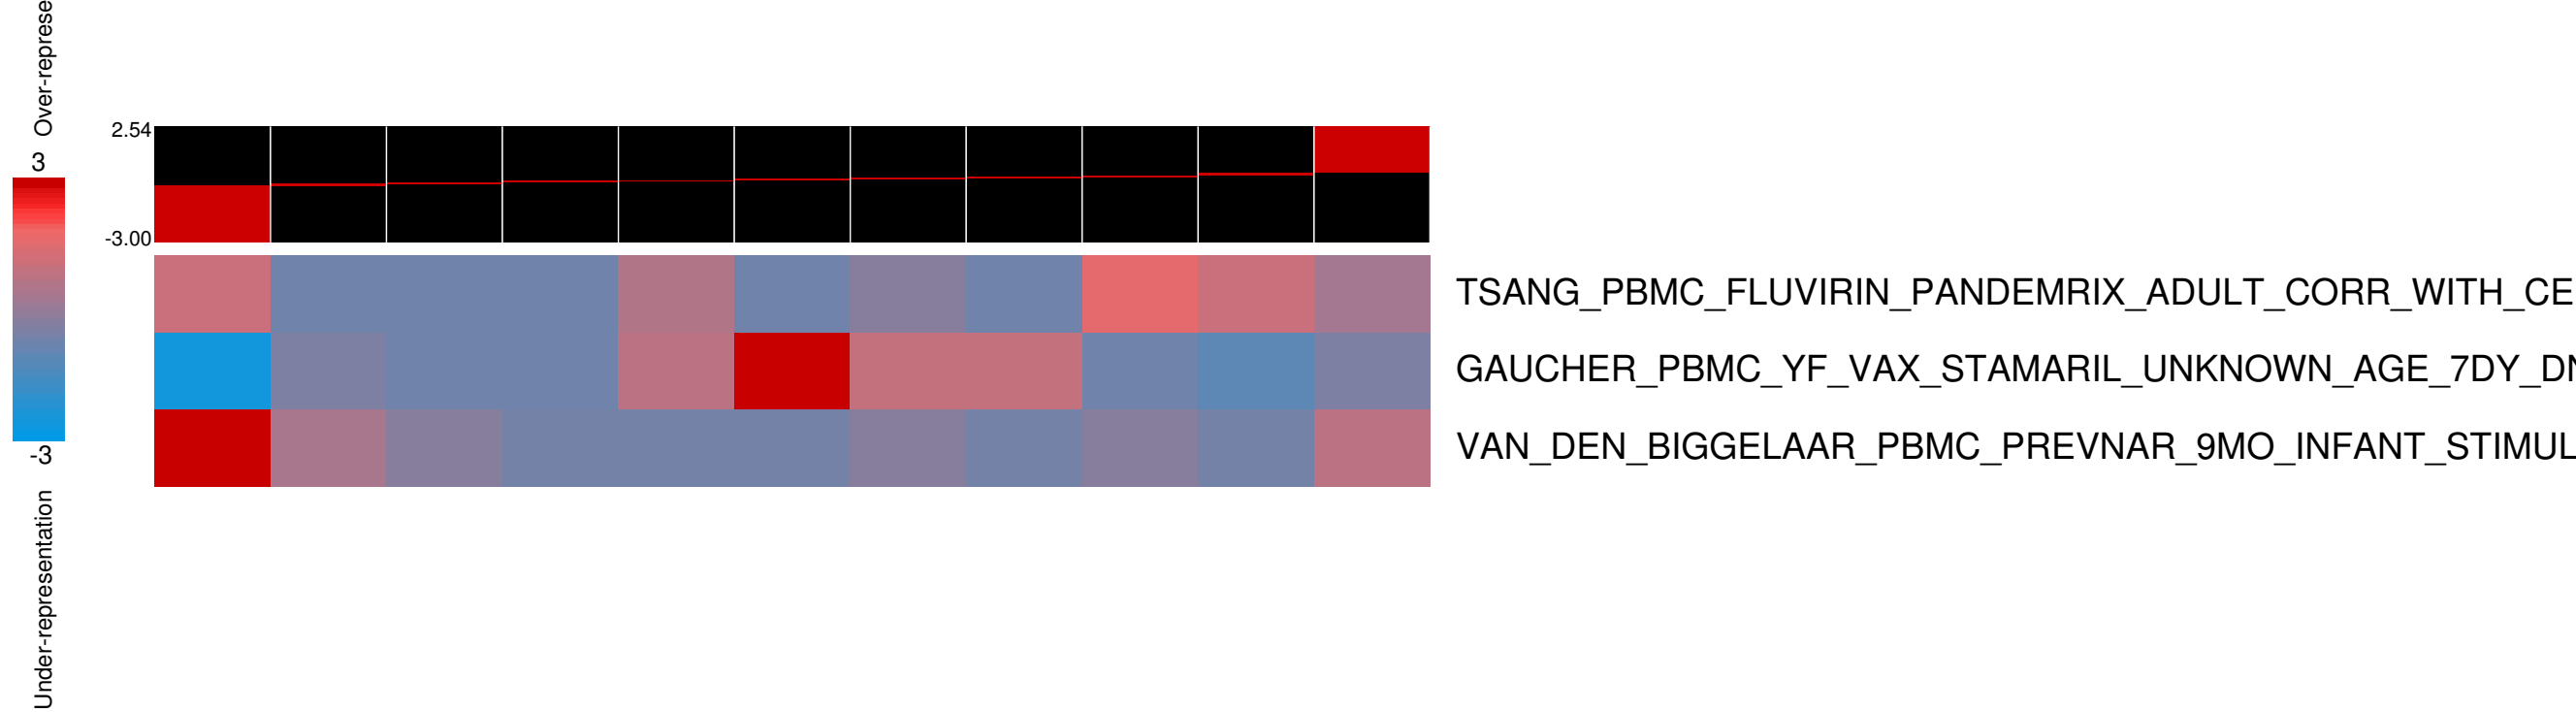 Over-represe
2.54
3
-3.00
-3
Under-representation
TSANG_PBMC_FLUVIRIN_PANDEMRIX_ADULT_CORR_WITH_CE
GAUCHER_PBMC_YF_VAX_STAMARIL_UNKNOWN_AGE_7DY_DN
VAN_DEN_BIGGELAAR_PBMC_PREVNAR_9MO_INFANT_STIMUL